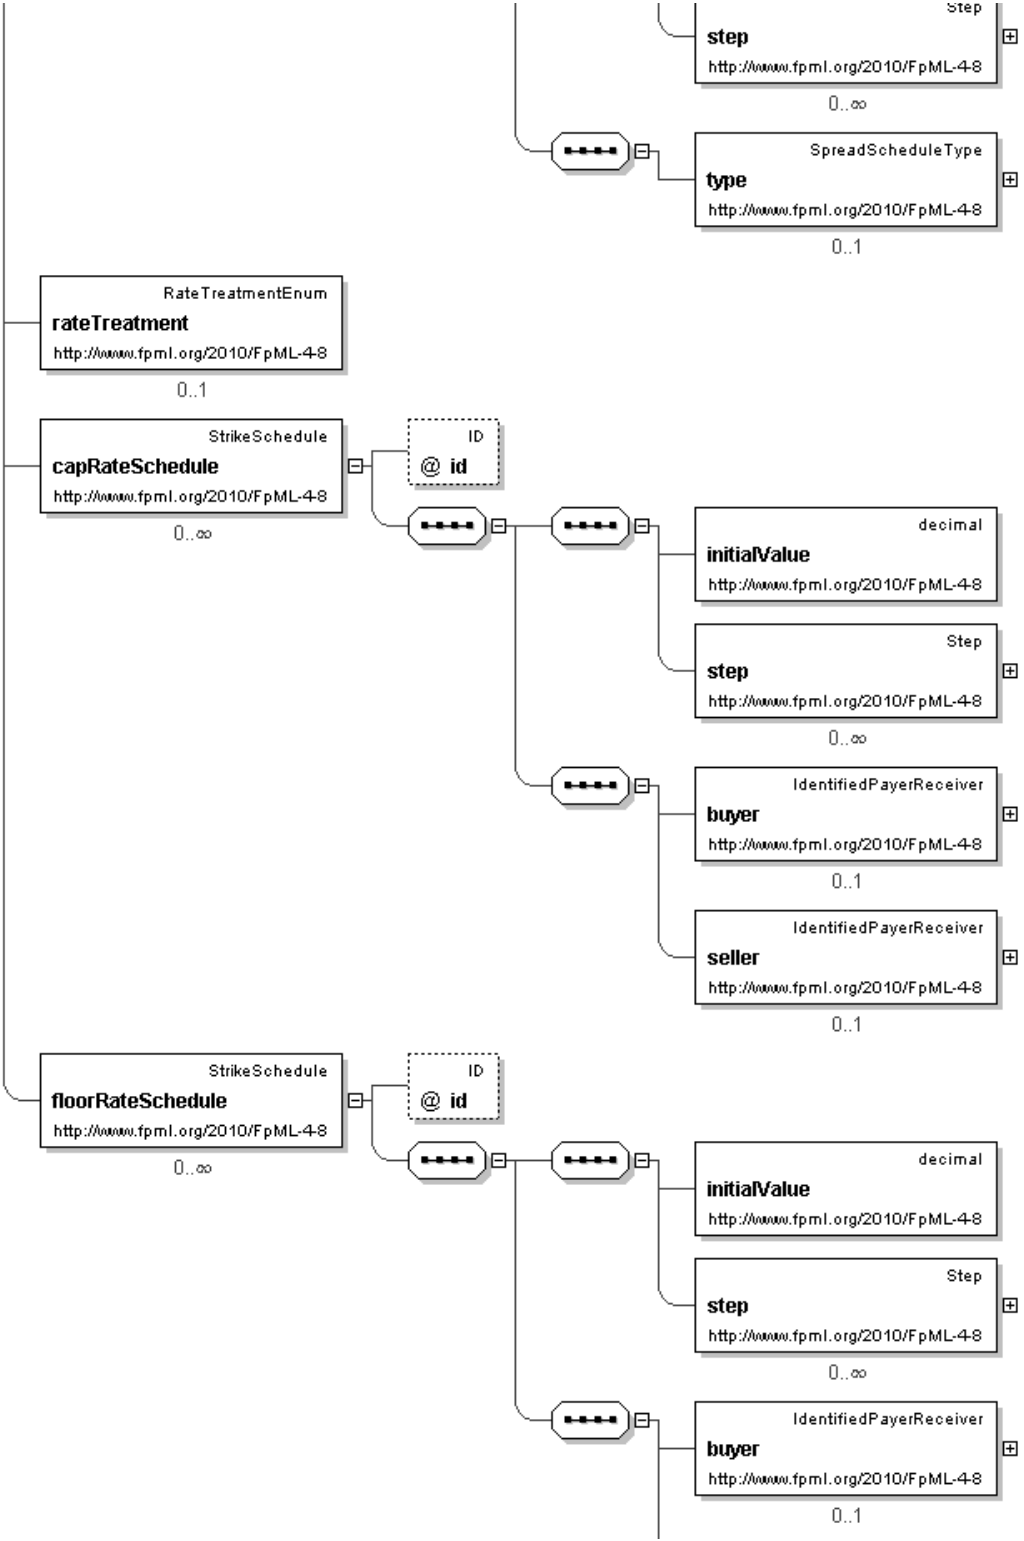 Step
step
http://www.fpml.org/2010/FpML-4-8
0..∞
SpreadScheduleType
type
http://www.fpml.org/2010/FpML-4-8
0..1
RateTreatmentEnum
rateTreatment
http://www.fpml.org/2010/FpML-4-8
0..1
StrikeSchedule
capRateSchedule
http://www.fpml.org/2010/FpML-4-8
0..∞
ID
@ id
decimal
initialValue
http://www.fpml.org/2010/FpML-4-8
Step
step
http://www.fpml.org/2010/FpML-4-8
0..∞
IdentifiedPayerReceiver
buyer
http://www.fpml.org/2010/FpML-4-8
0..1
IdentifiedPayerReceiver
seller
http://www.fpml.org/2010/FpML-4-8
0..1
StrikeSchedule
floorRateSchedule
http://www.fpml.org/2010/FpML-4-8
0..∞
ID
@ id
decimal
initialValue
http://www.fpml.org/2010/FpML-4-8
Step
step
http://www.fpml.org/2010/FpML-4-8
0..∞
IdentifiedPayerReceiver
buyer
http://www.fpml.org/2010/FpML-4-8
0..1